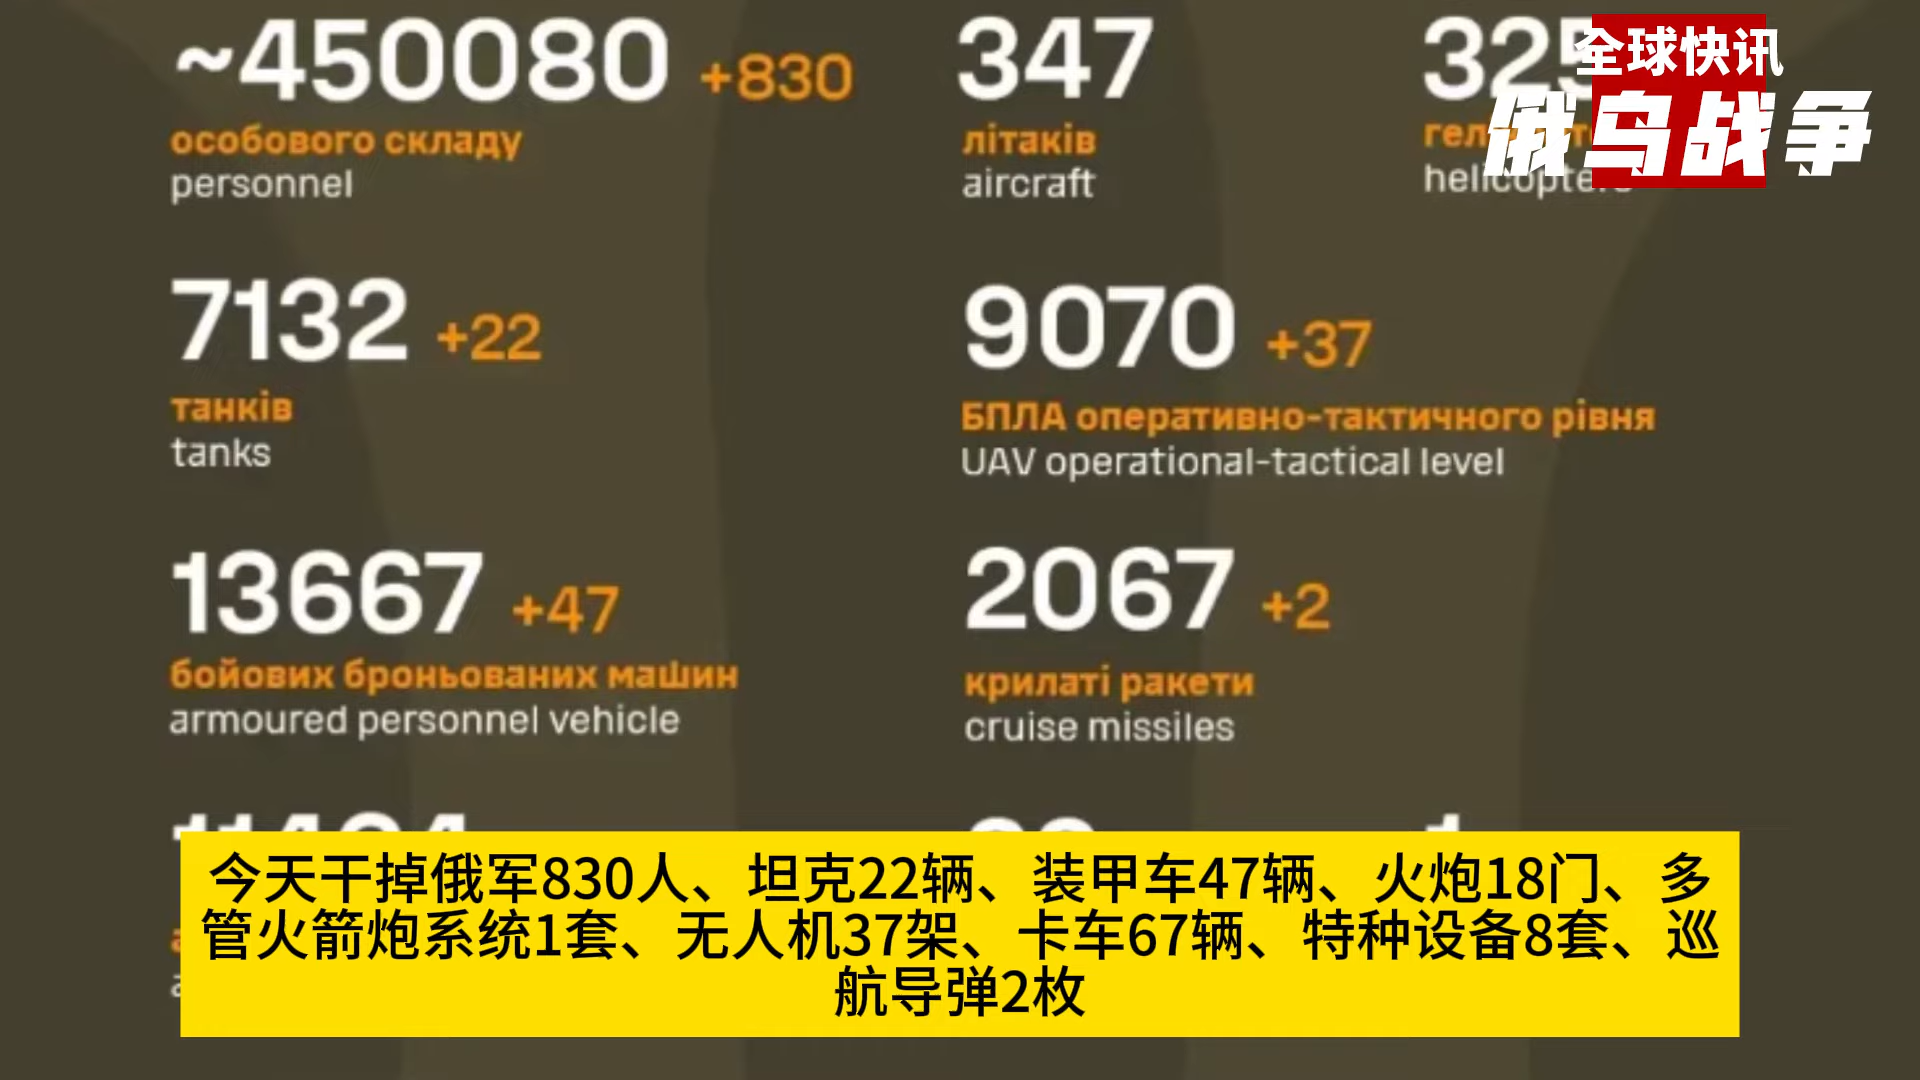 ~450080 +830
особового складу
personnel
347
літаків
aircraft
325
helicopters
全球快讯
俄乌战争
7132 +22
танків
tanks
9070 +37
БПЛА оперативно-тактичного рівня
UAV operational-tactical level
13667 +47
бойових броньованих машин
armoured personnel vehicle
2067 +2
крилаті ракети
cruise missiles
今天干掉俄军830人、坦克22辆、装甲车47辆、火炮18门、多
管火箭炮系统1套、无人机37架、卡车67辆、特种设备8套、巡
航导弹2枚